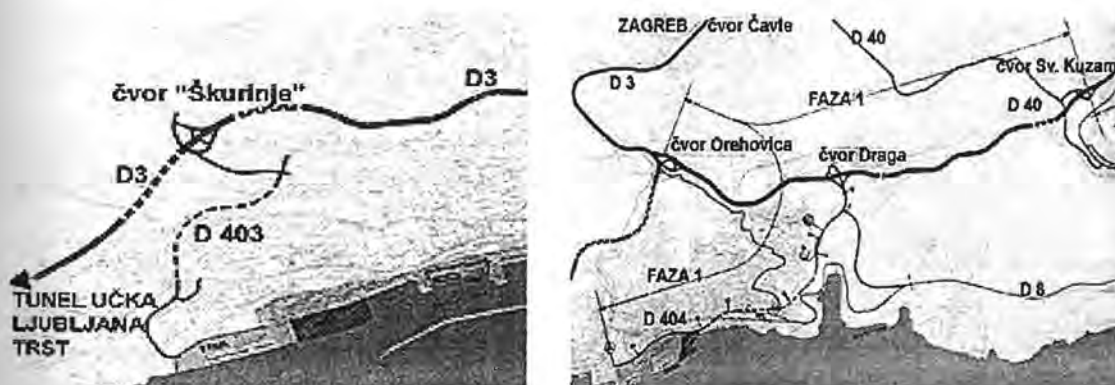 čvor "Škurinje"
D3
D3
D 403
TUNEL UČKA
LJUBLJANA
TRST
ZAGREB
čvor Čavle
D 40
D 3
čvor Sv. Kuzam
FAZA 1
D 40
čvor Orehovica
čvor Draga
FAZA 1
D 8
D 404